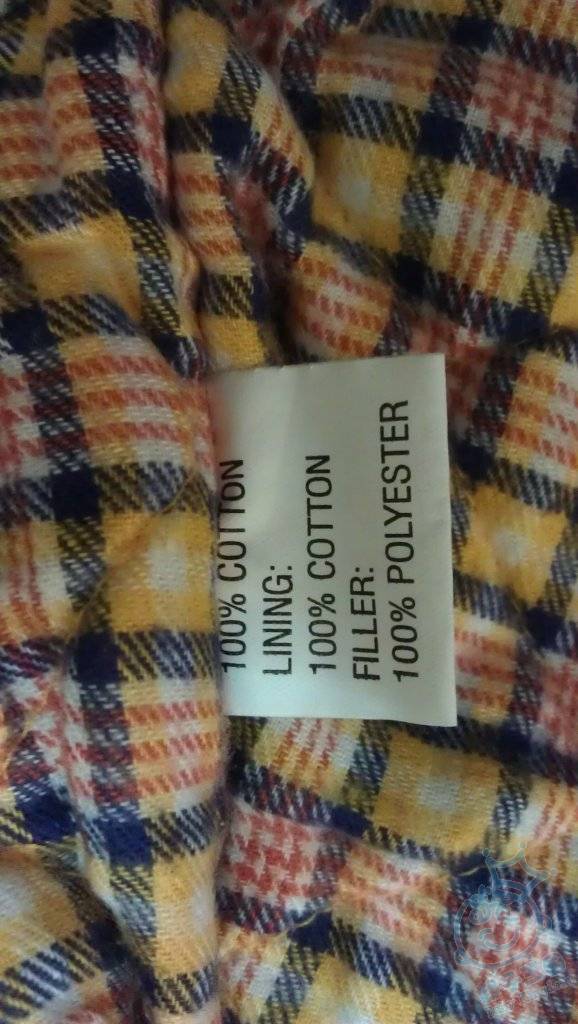 100% COTTON
LINING:
100% COTTON
FILLER:
100% POLYESTER